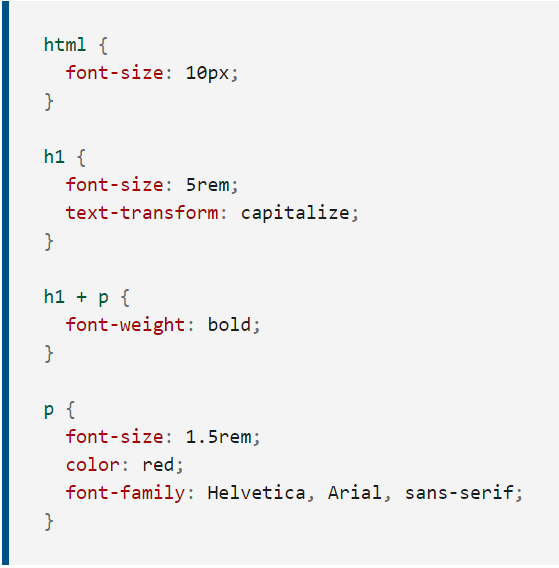 html {
  font-size: 10px;
}

h1 {
  font-size: 5rem;
  text-transform: capitalize;
}

h1 + p {
  font-weight: bold;
}

p {
  font-size: 1.5rem;
  color: red;
  font-family: Helvetica, Arial, sans-serif;
}